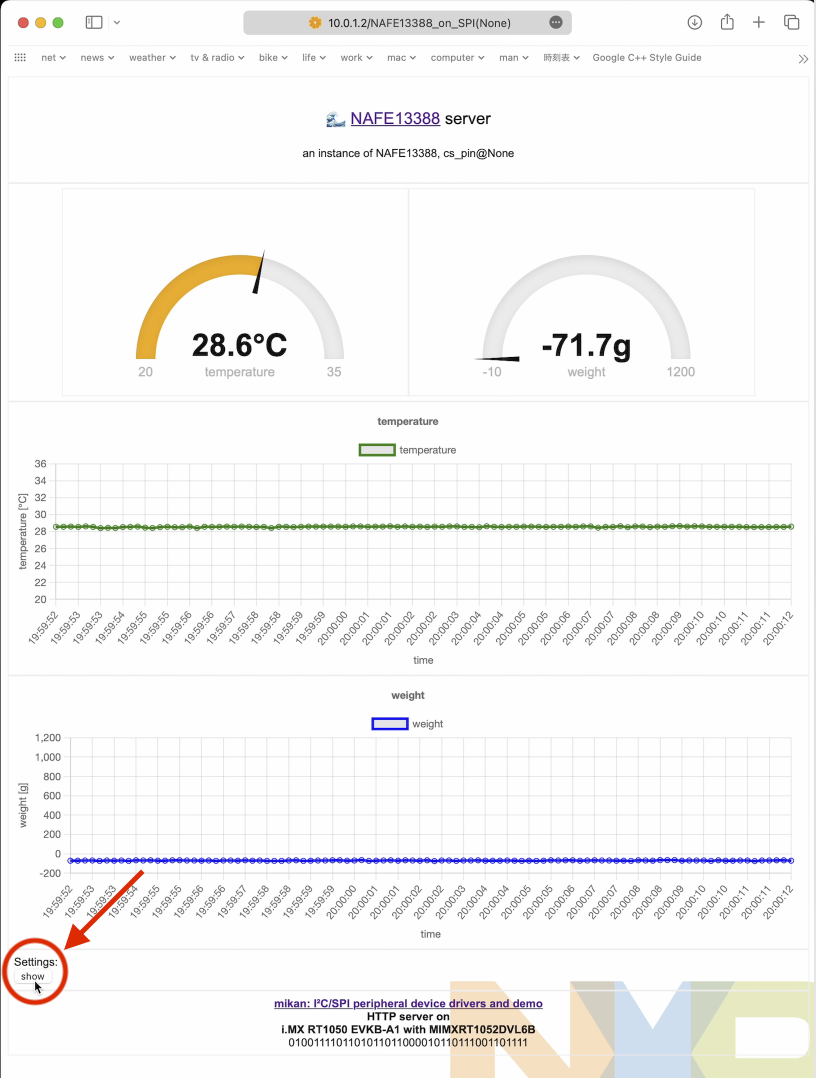 10.0.1.2/NAFE13388_on_SPI(None)
net news weather tv & radio bike life work mac computer man 時刻表 Google C++ Style Guide
NAFE13388 server
an instance of NAFE13388, cs_pin@None
28.6°C
20 temperature 35
-71.7g
-10 weight 1200
temperature
temperature
36
34
32
30
28
26
24
22
20
temperature [°C]
19:59:52 19:59:53 19:59:53 19:59:54 19:59:55 19:59:55 19:59:56 19:59:56 19:59:57 19:59:58 19:59:58 19:59:59 19:59:59 20:00:00 20:00:01 20:00:01 20:00:02 20:00:02 20:00:03 20:00:04 20:00:04 20:00:05 20:00:05 20:00:06 20:00:07 20:00:07 20:00:08 20:00:08 20:00:09 20:00:10 20:00:10 20:00:11 20:00:11 20:00:12
time
weight
weight
1,200
1,000
800
600
400
200
0
-200
weight [g]
19:59:52 19:59:53 19:59:53 19:59:54 19:59:55 19:59:55 19:59:56 19:59:56 19:59:57 19:59:58 19:59:58 19:59:59 19:59:59 20:00:00 20:00:01 20:00:01 20:00:02 20:00:02 20:00:03 20:00:04 20:00:04 20:00:05 20:00:05 20:00:06 20:00:07 20:00:07 20:00:08 20:00:08 20:00:09 20:00:10 20:00:10 20:00:11 20:00:11 20:00:12
time
Settings:
show
mikan: I²C/SPI peripheral device drivers and demo
HTTP server on
i.MX RT1050 EVKB-A1 with MIMXRT1052DVL6B